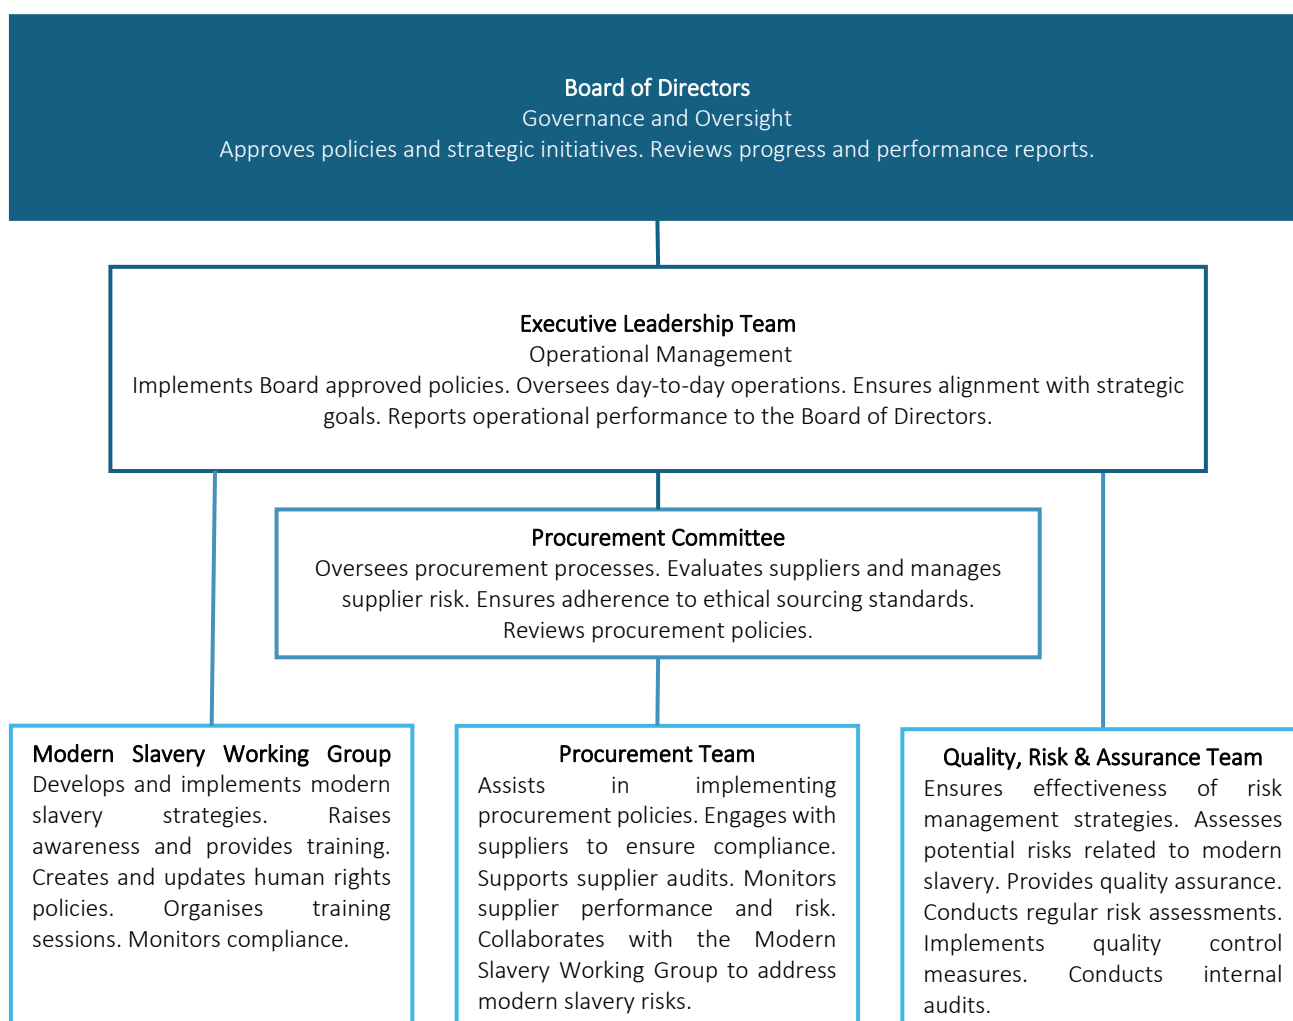 Board of Directors
Governance and Oversight
Approves policies and strategic initiatives. Reviews progress and performance reports.
Executive Leadership Team
Operational Management
Implements Board approved policies. Oversees day-to-day operations. Ensures alignment with strategic
goals. Reports operational performance to the Board of Directors.
Procurement Committee
Oversees procurement processes. Evaluates suppliers and manages
supplier risk. Ensures adherence to ethical sourcing standards.
Reviews procurement policies.
Modern Slavery Working Group
Develops and implements modern
slavery strategies. Raises
awareness and provides training.
Creates and updates human rights
policies. Organises training
sessions. Monitors compliance.
Procurement Team
Assists in implementing
procurement policies. Engages with
suppliers to ensure compliance.
Supports supplier audits. Monitors
supplier performance and risk.
Collaborates with the Modern
Slavery Working Group to address
modern slavery risks.
Quality, Risk & Assurance Team
Ensures effectiveness of risk
management strategies. Assesses
potential risks related to modern
slavery. Provides quality assurance.
Conducts regular risk assessments.
Implements quality control
measures. Conducts internal
audits.